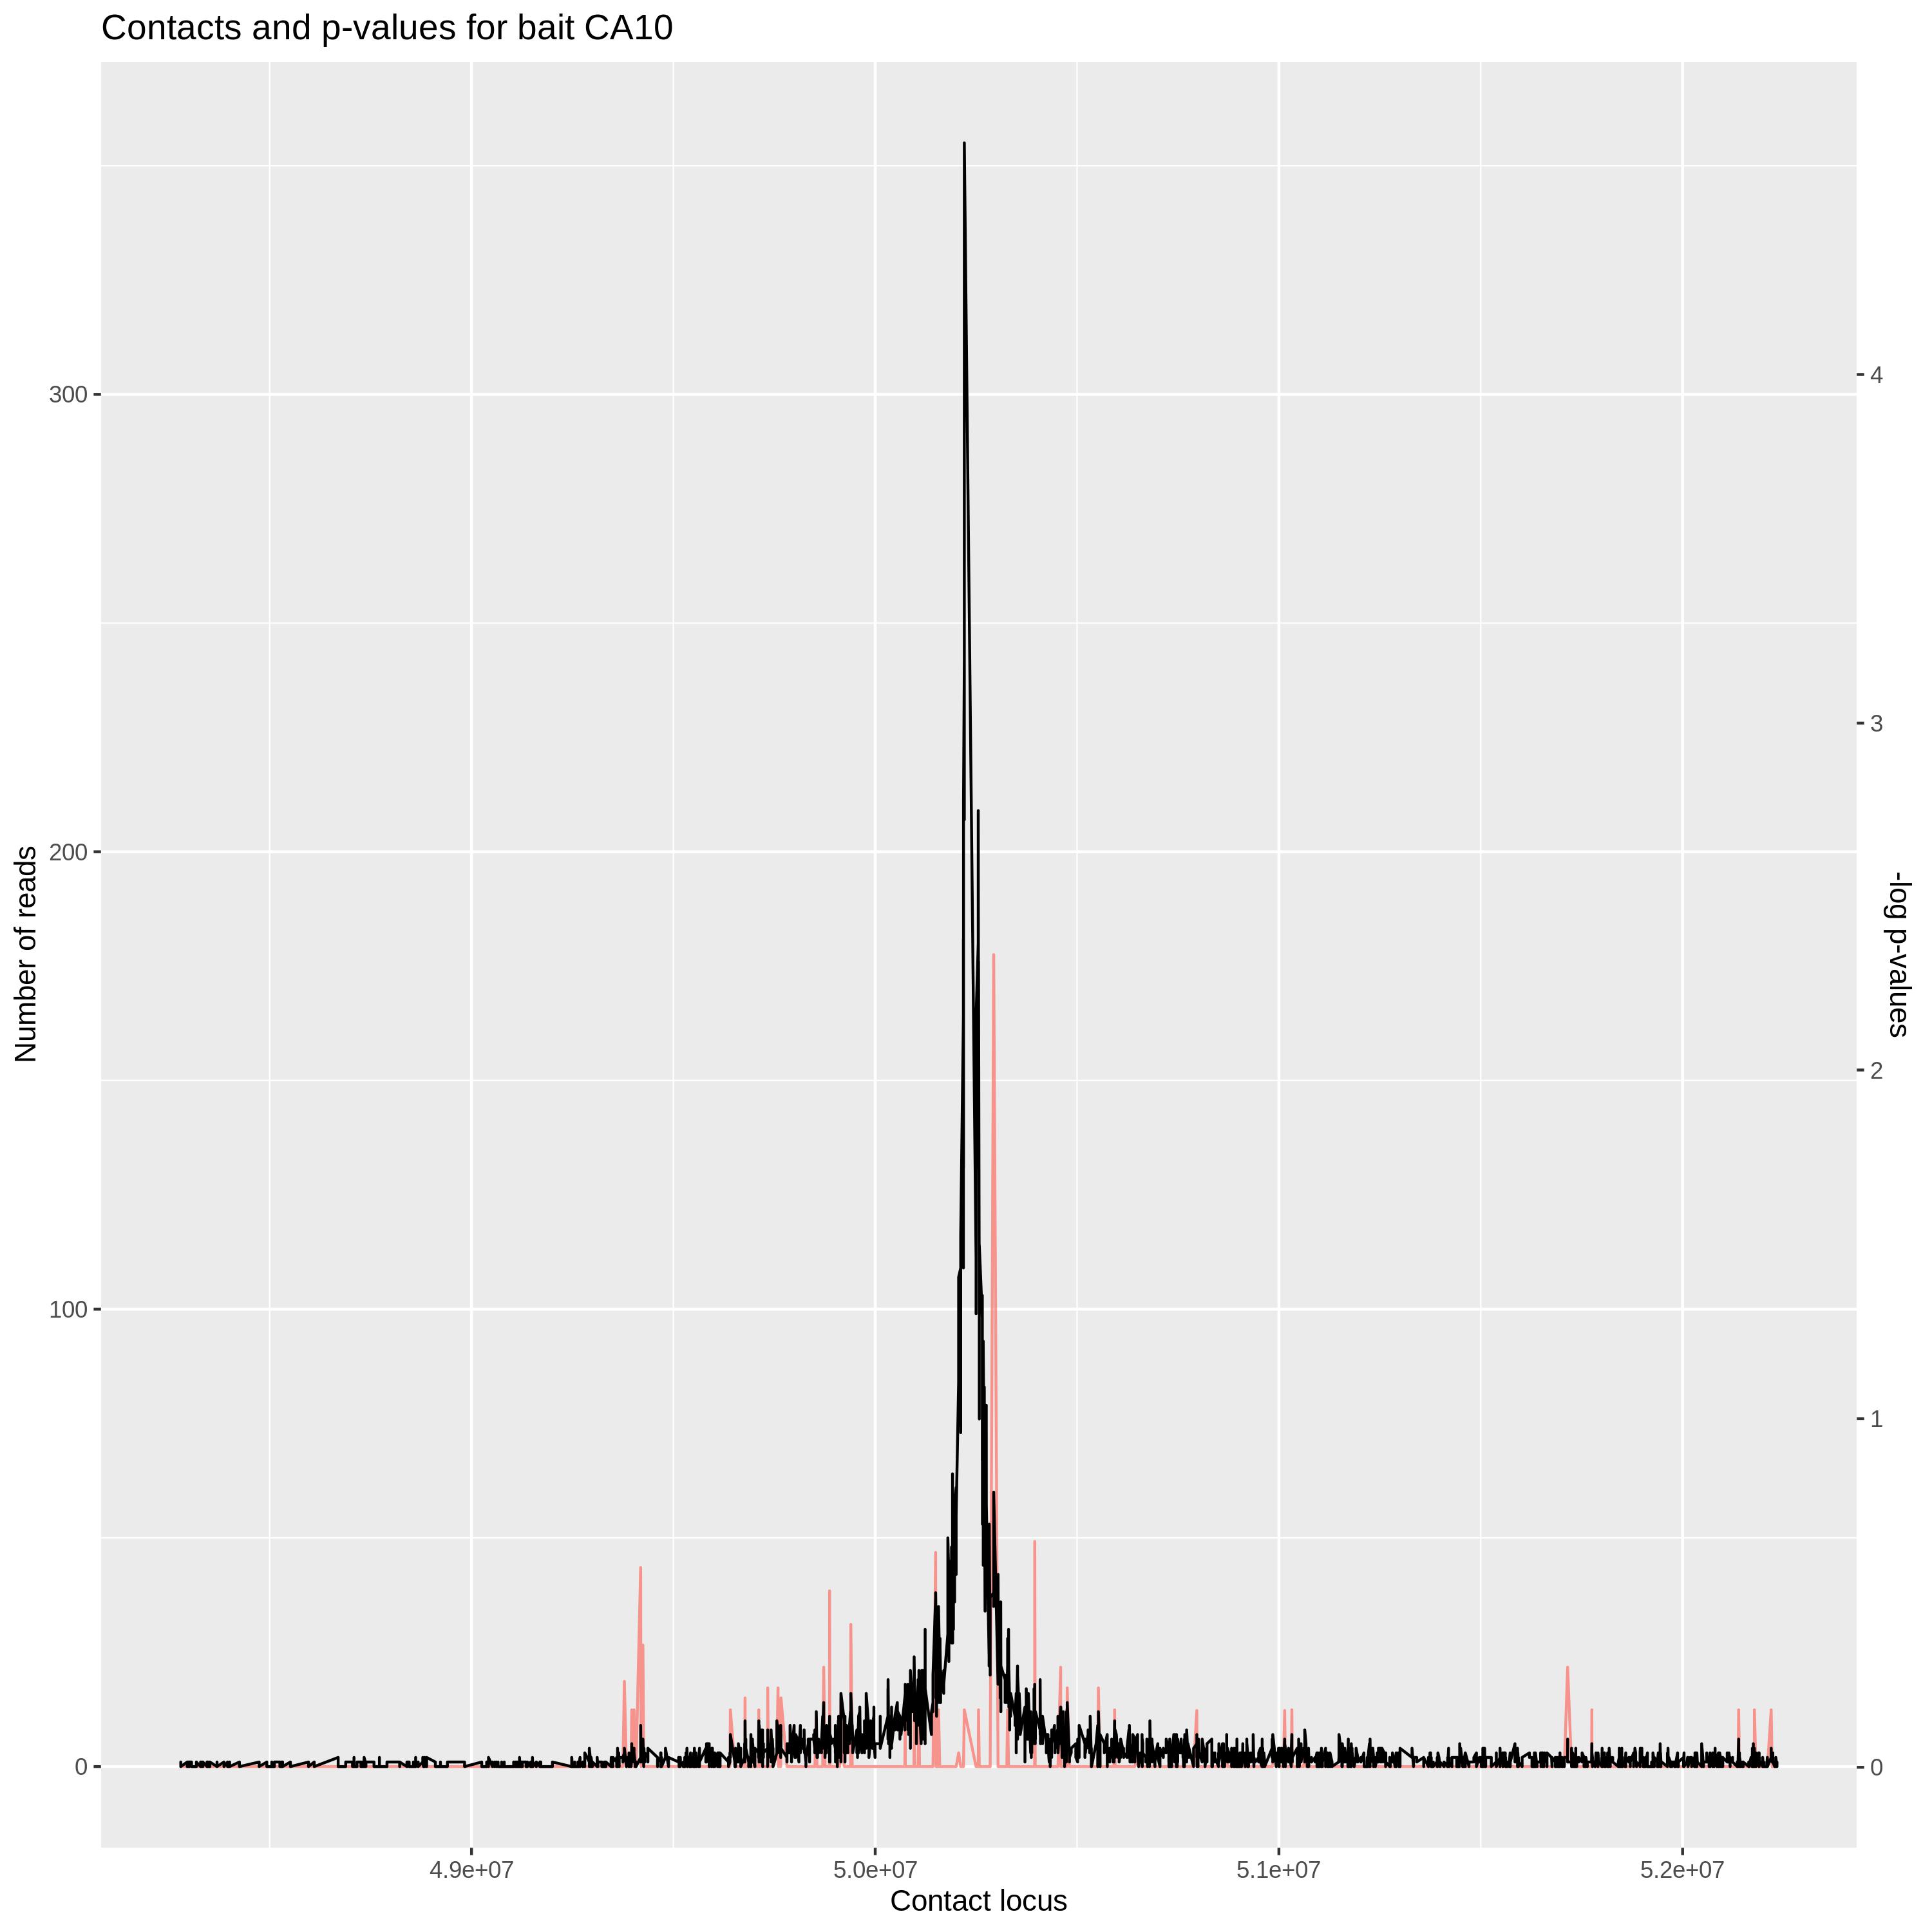 Contacts and p-values for bait CA10
Number of reads
300
200
100
0
4
3
2
1
0
-log p-values
4.9e+07 5.0e+07 5.1e+07 5.2e+07
Contact locus